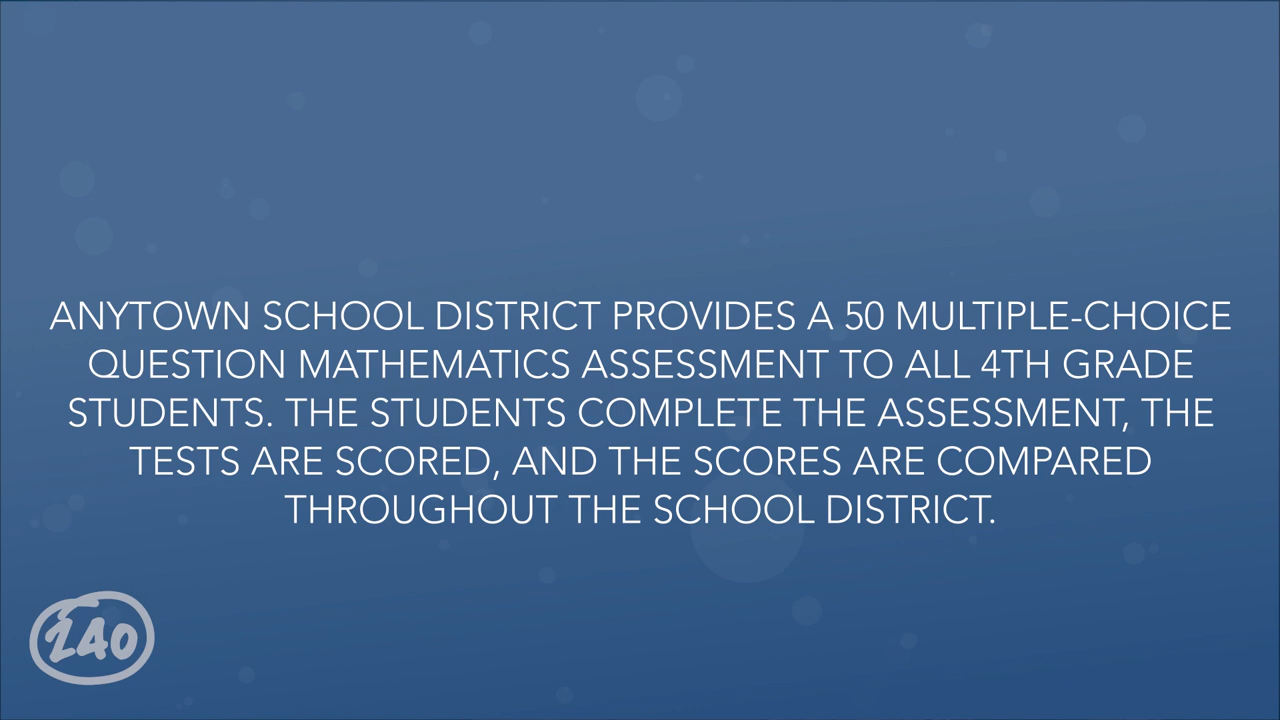 ANYTOWN SCHOOL DISTRICT PROVIDES A 50 MULTIPLE-CHOICE
QUESTION MATHEMATICS ASSESSMENT TO ALL 4TH GRADE
STUDENTS. THE STUDENTS COMPLETE THE ASSESSMENT, THE
TESTS ARE SCORED, AND THE SCORES ARE COMPARED
THROUGHOUT THE SCHOOL DISTRICT.
240